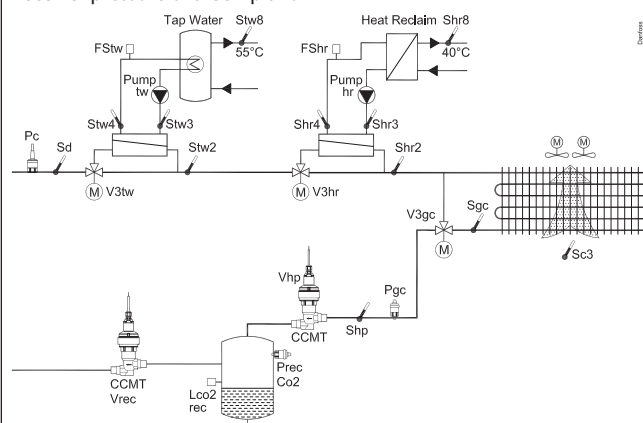 Tap Water
Stw8
Heat Reclaim
Shr8
Danfoss
FStw
55°C
FShr
40°C
Pump
tw
Pump
hr
Stw4
Stw3
Shr4
Shr3
Pc
Sd
Stw2
Shr2
M
M
M
V3tw
M
V3hr
V3gc
Sgc
M
Sc3
Vhp
Pgc
CCMT
Shp
CCMT
Vrec
Prec
Co2
Lco2
rec